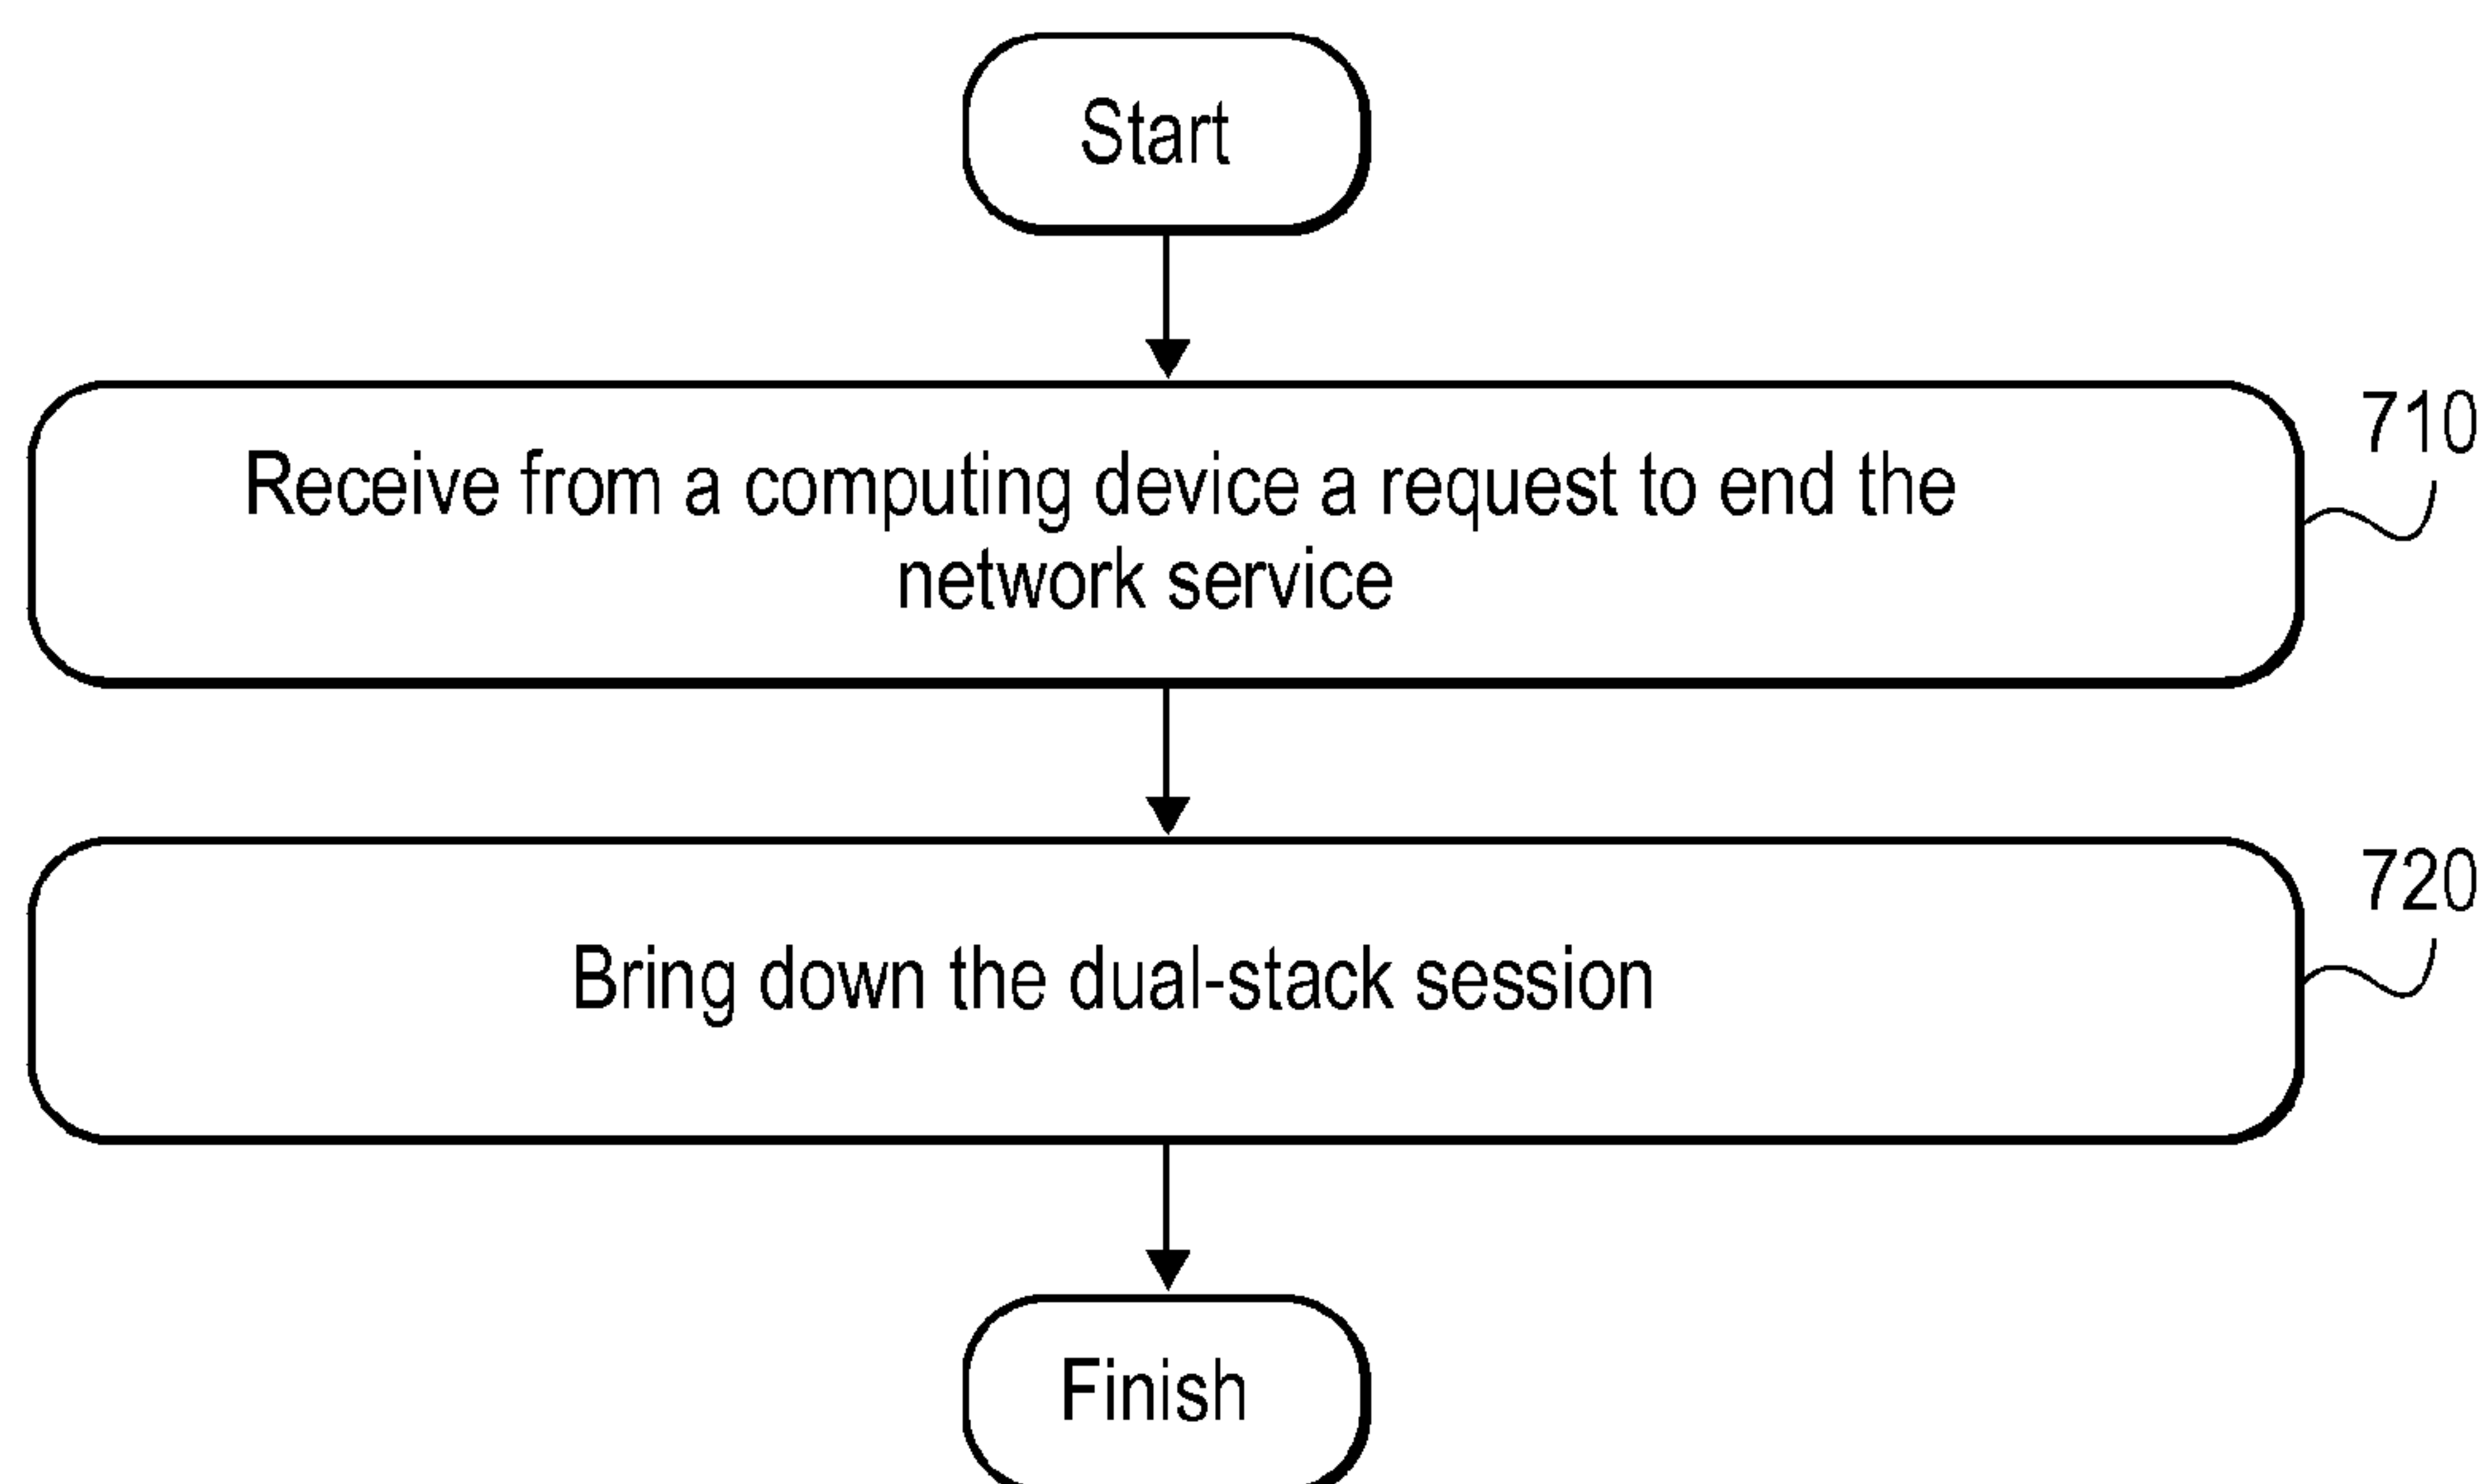 Start
710
Receive from a computing device a request to end the
network service
720
Bring down the dual-stack session
Finish